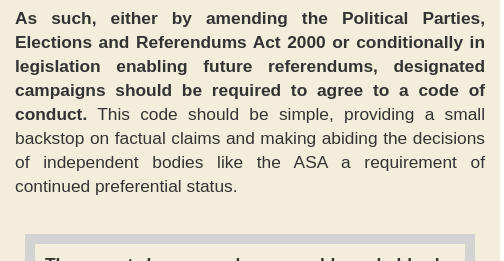 As such, either by amending the Political Parties,
Elections and Referendums Act 2000 or conditionally in
legislation enabling future referendums, designated
campaigns should be required to agree to a code of
conduct. This code should be simple, providing a small
backstop on factual claims and making abiding the decisions
of independent bodies like the ASA a requirement of
continued preferential status.